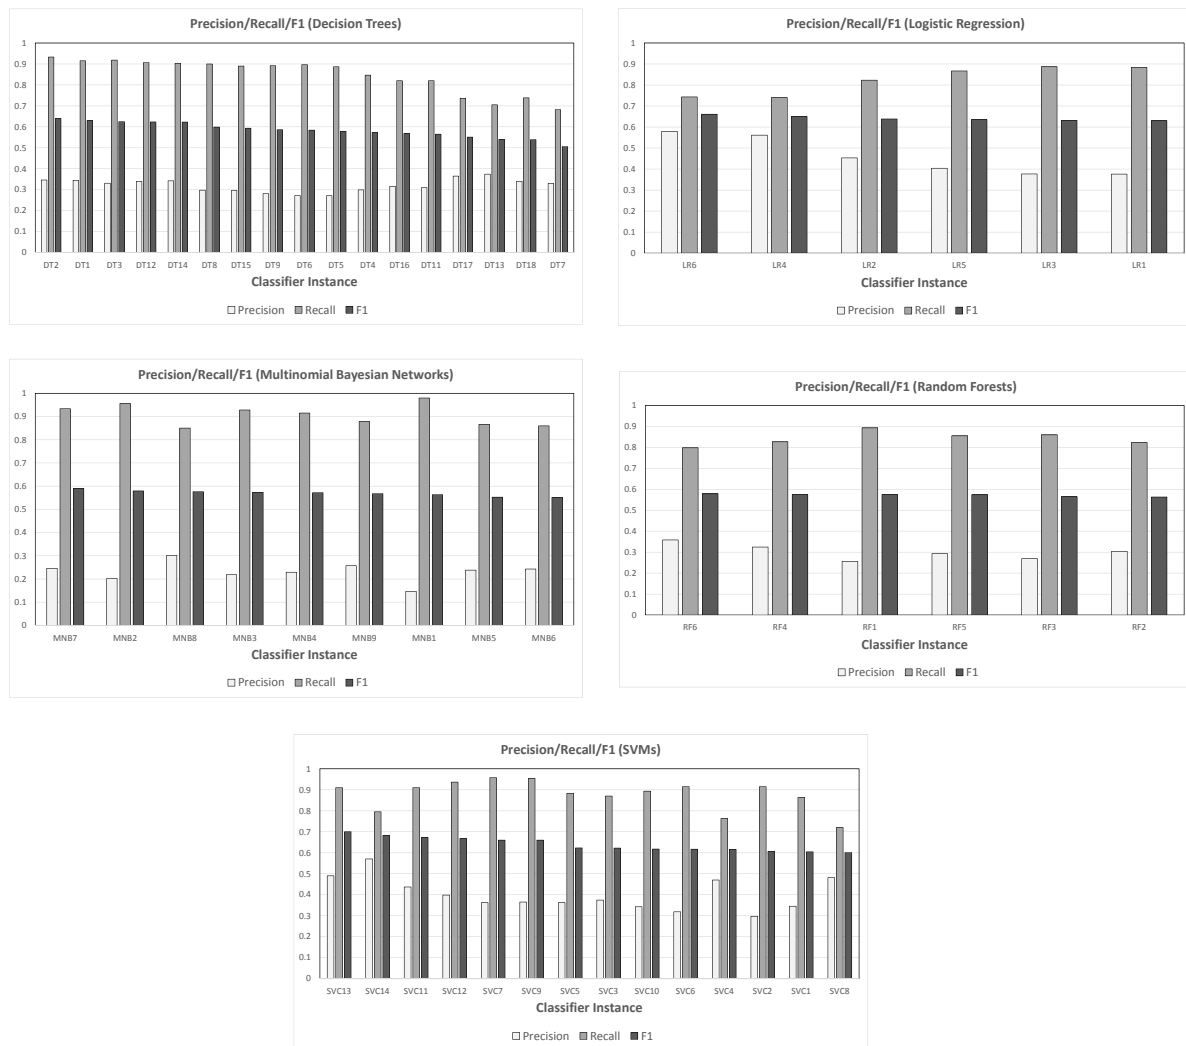 Precision/Recall/F1 (Decision Trees)
1
0.9
0.8
0.7
0.6
0.5
0.4
0.3
0.2
0.1
0
DT2 DT1 DT3 DT12 DT14 DT8 DT15 DT9 DT6 DT5 DT4 DT16 DT11 DT17 DT13 DT18 DT7
Classifier Instance
Precision Recall F1
Precision/Recall/F1 (Logistic Regression)
1
0.9
0.8
0.7
0.6
0.5
0.4
0.3
0.2
0.1
0
LR6 LR4 LR2 LR5 LR3 LR1
Classifier Instance
Precision Recall F1
Precision/Recall/F1 (Multinomial Bayesian Networks)
1
0.9
0.8
0.7
0.6
0.5
0.4
0.3
0.2
0.1
0
MNB7 MNB2 MNB8 MNB3 MNB4 MNB9 MNB1 MNB5 MNB6
Classifier Instance
Precision Recall F1
Precision/Recall/F1 (Random Forests)
1
0.9
0.8
0.7
0.6
0.5
0.4
0.3
0.2
0.1
0
RF6 RF4 RF1 RF5 RF3 RF2
Classifier Instance
Precision Recall F1
Precision/Recall/F1 (SVMs)
1
0.9
0.8
0.7
0.6
0.5
0.4
0.3
0.2
0.1
0
SVC13 SVC14 SVC11 SVC12 SVC7 SVC9 SVC5 SVC3 SVC10 SVC6 SVC4 SVC2 SVC1 SVC8
Classifier Instance
Precision Recall F1